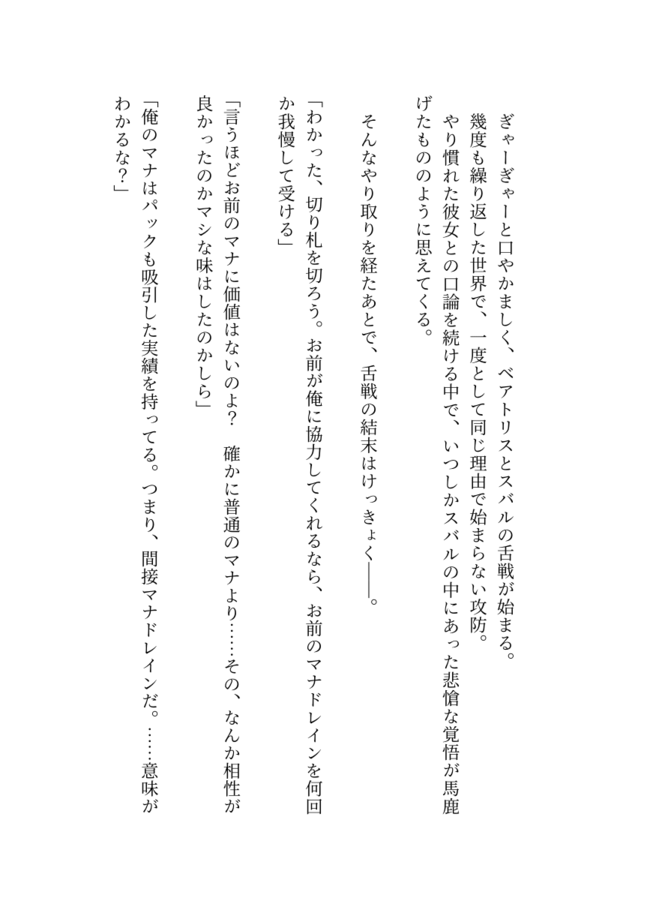 ぎゃーぎゃーと口やかましく、ベアトリスとスバルの舌戦が始まる。
幾度も繰り返した世界で、一度として同じ理由で始まらない攻防。
やり慣れた彼女との口論を続ける中で、いつしかスバルの中にあった悲愴な覚悟が馬鹿
げたもののように思えてくる。
そんなやり取りを経たあとで、舌戦の結末はけっきょく――。
「わかった、切り札を切ろう。お前が俺に協力してくれるなら、お前のマナドレインを何回
か我慢して受ける」
「言うほどお前のマナに価値はないのよ？　確かに普通のマナより……その、なんか相性が
良かったのかマシな味はしたのかしら」
「俺のマナはパックも吸引した実績を持ってる。つまり、間接マナドレインだ。……意味が
わかるな？」